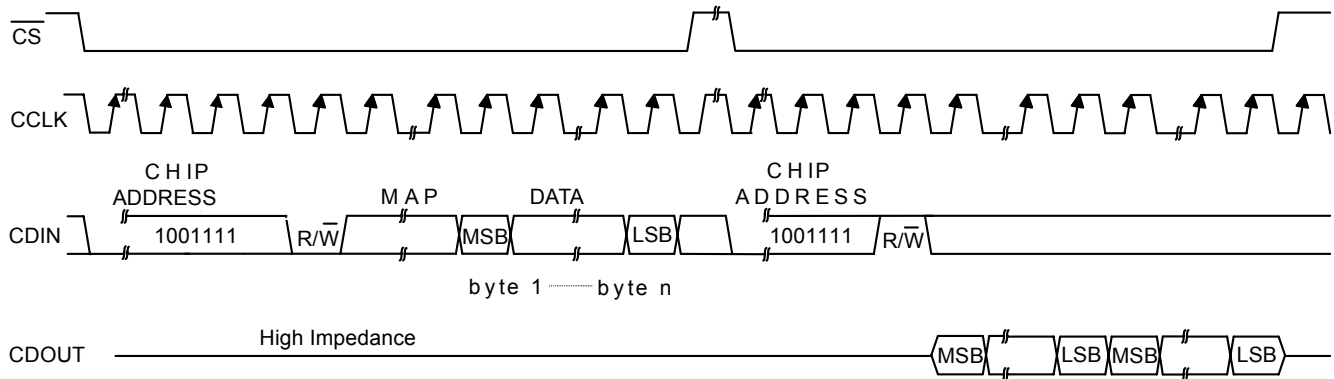 C̅S̅
CCLK
CHIP
ADDRESS
MAP
DATA
CHIP
ADDRESS
CDIN
1001111
R/W̅
MSB
LSB
1001111
R/W̅
byte 1 ........ byte n
High Impedance
CDOUT
MSB
LSB
MSB
LSB